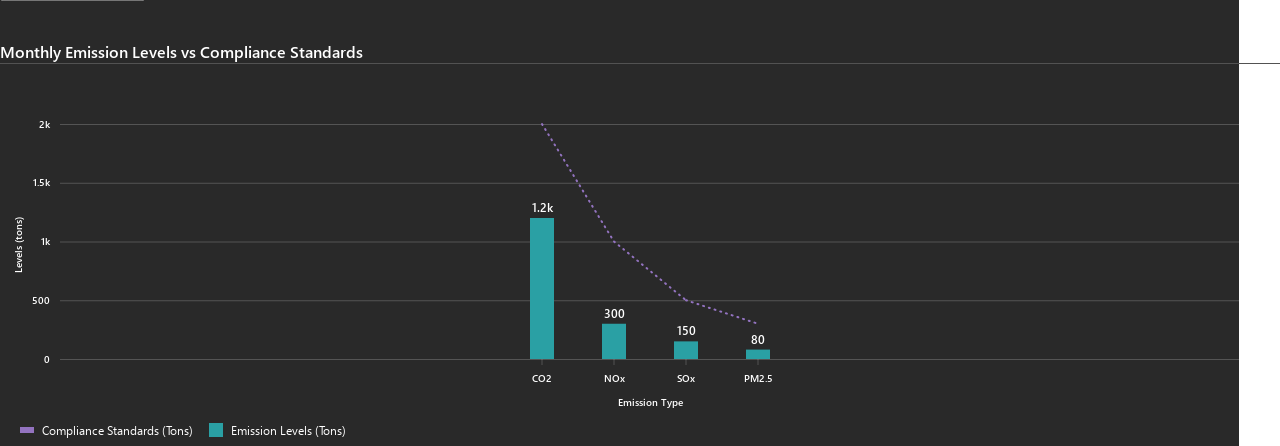 Monthly Emission Levels vs Compliance Standards
2k
1.5k
1k
500
0
Levels (tons)
1.2k
300
150
80
CO2
NOx
SOx
PM2.5
Emission Type
Compliance Standards (Tons)
Emission Levels (Tons)